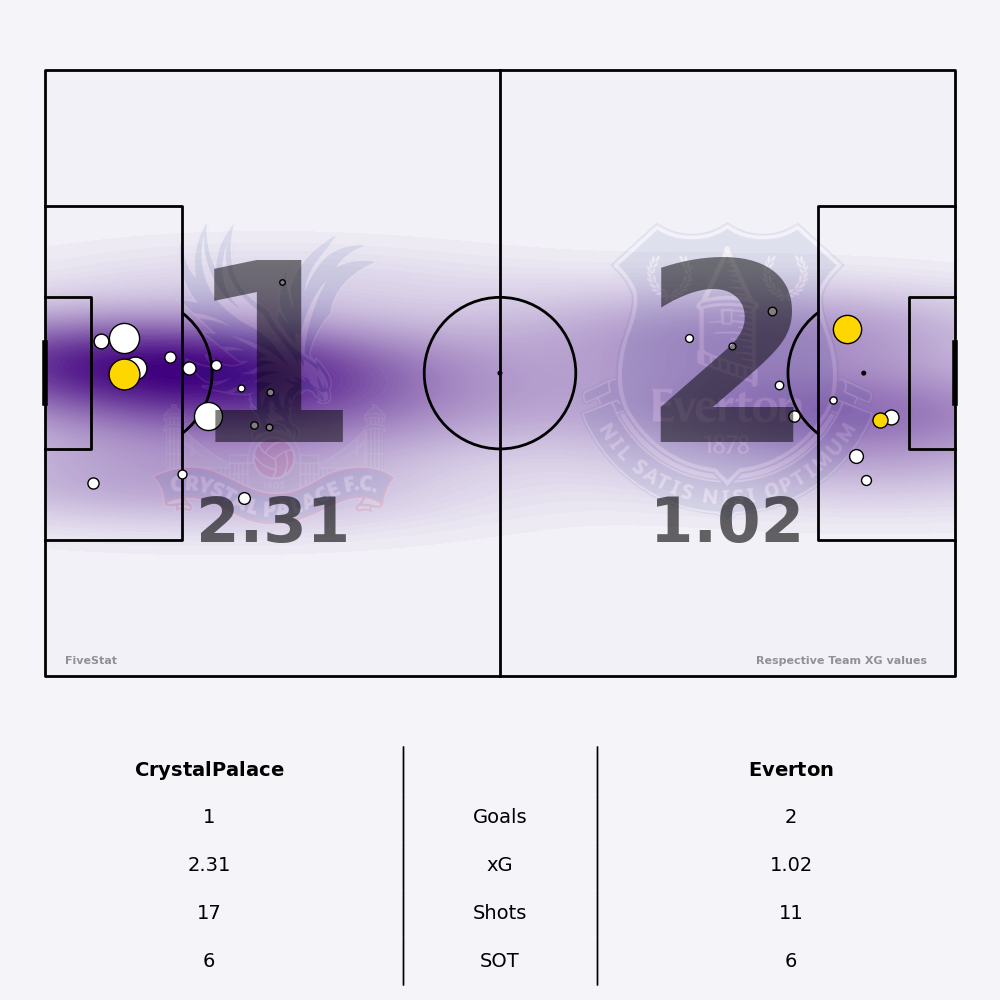 1 2
Everton
1878
NIL SATIS NISI OPTIMUM
CRYSTAL PALACE F.C.
2.31 1.02
FiveStat Respective Team XG values
CrystalPalace Everton
1 Goals 2
2.31 xG 1.02
17 Shots 11
6 SOT 6